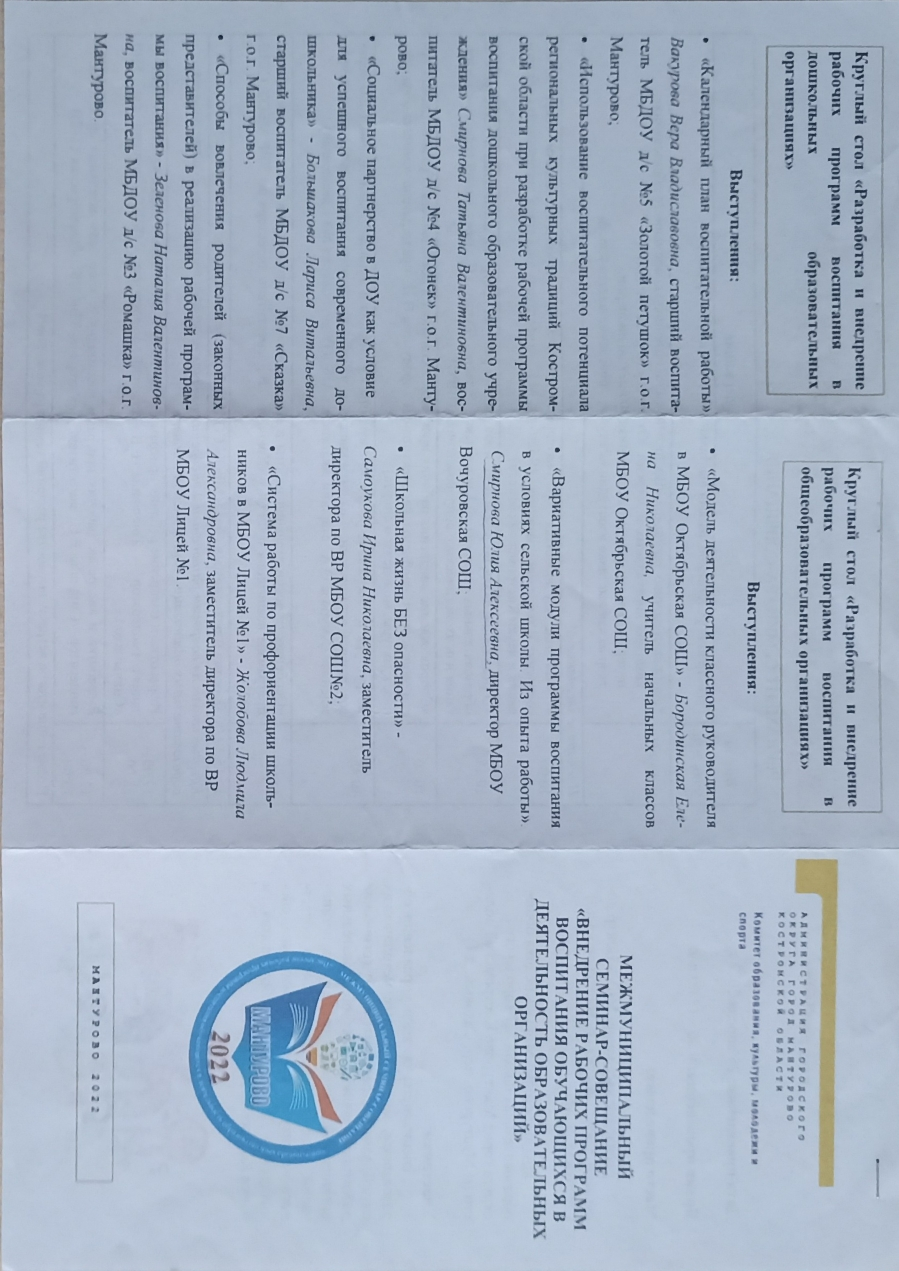 Круглый стол «Разработка и внедрение
рабочих программ воспитания в
дошкольных образовательных
организациях»
Выступления:
• «Календарный план воспитательной работы»
Вакурова Вера Владиславовна, старший воспита-
тель МБДОУ д/с №5 «Золотой петушок» г.о.г.
Мантурово;
• «Использование воспитательного потенциала
региональных культурных традиций Костром-
ской области при разработке рабочей программы
воспитания дошкольного образовательного учре-
ждения» Смирнова Татьяна Валентиновна, вос-
питатель МБДОУ д/с №4 «Огонек» г.о.г. Манту-
рово;
• «Социальное партнерство в ДОУ как условие
для успешного воспитания современного до-
школьника» - Большакова Лариса Витальевна,
старший воспитатель МБДОУ д/с №7 «Сказка»
г.о.г. Мантурово;
• «Способы вовлечения родителей (законных
представителей) в реализацию рабочей програм-
мы воспитания» - Зеленова Наталия Валентинов-
на, воспитатель МБДОУ д/с №3 «Ромашка» г.о.г.
Мантурово.
Круглый стол «Разработка и внедрение
рабочих программ воспитания в
общеобразовательных организациях»
Выступления:
• «Модель деятельности классного руководителя
в МБОУ Октябрьская СОШ» - Бородинская Еле-
на Николаевна, учитель начальных классов
МБОУ Октябрьская СОШ;
• «Вариативные модули программы воспитания
в условиях сельской школы Из опыта работы»
Смирнова Юлия Алексеевна, директор МБОУ
Вочуровская СОШ;
• «Школьная жизнь БЕЗ опасности» -
Самоукова Ирина Николаевна, заместитель
директора по ВР МБОУ СОШ№2;
• «Система работы по профориентации школь-
ников в МБОУ Лицей №1» - Жолобова Людмила
Александровна, заместитель директора по ВР
МБОУ Лицей №1.
АДМИНИСТРАЦИЯ ГОРОДСКОГО
ОКРУГА ГОРОД МАНТУРОВО
КОСТРОМСКОЙ ОБЛАСТИ
Комитет образования, культуры, молодежи и
спорта
МЕЖМУНИЦИПАЛЬНЫЙ
СЕМИНАР-СОВЕЩАНИЕ
«ВНЕДРЕНИЕ РАБОЧИХ ПРОГРАММ
ВОСПИТАНИЯ ОБУЧАЮЩИХСЯ В
ДЕЯТЕЛЬНОСТЬ ОБРАЗОВАТЕЛЬНЫХ
ОРГАНИЗАЦИЙ»
МАНТУРОВО
2022
МАНТУРОВО 2022